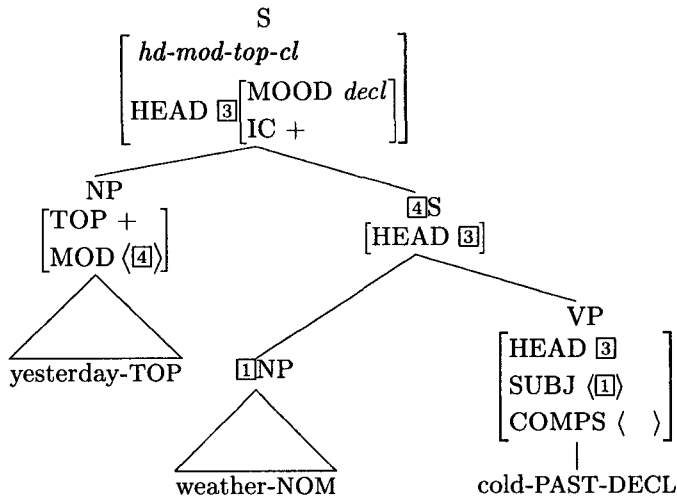 S
hd-mod-top-cl
HEAD 3 MOOD decl
IC +
NP
TOP +
MOD ⟨4⟩
4S
[HEAD 3]
VP
HEAD 3
SUBJ ⟨1⟩
COMPS ⟨ ⟩
yesterday-TOP
1NP
weather-NOM
cold-PAST-DECL